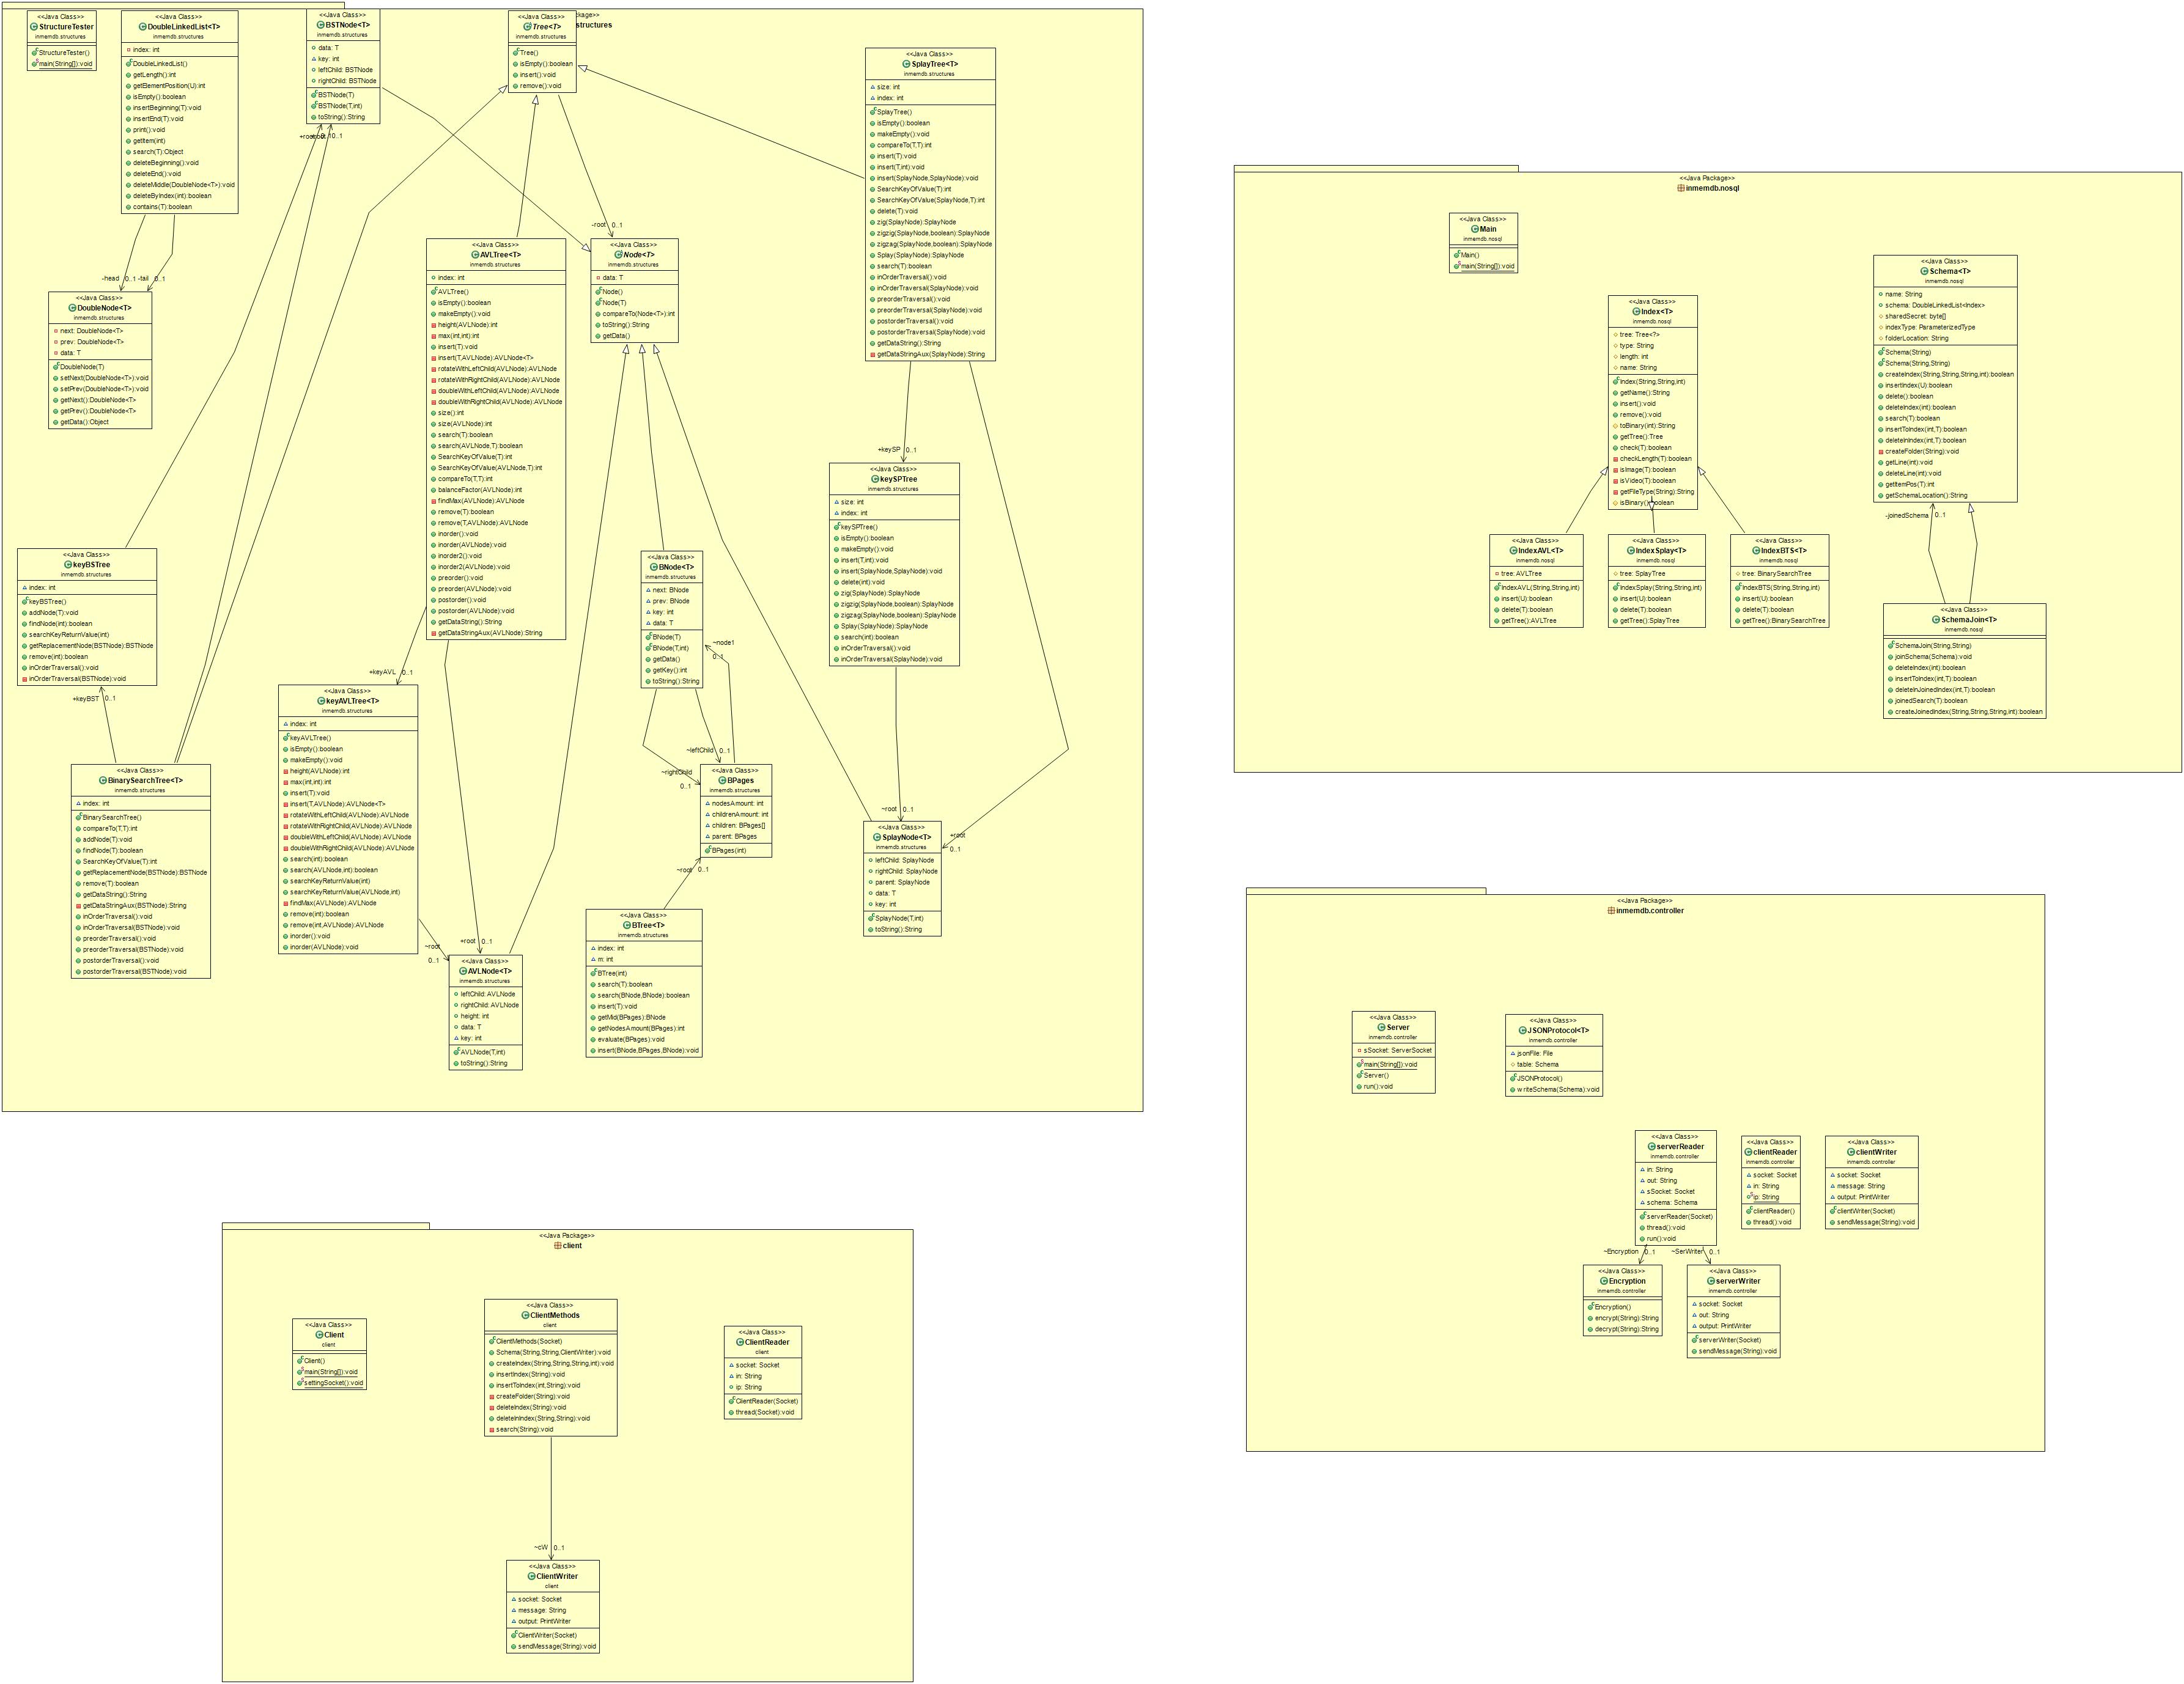 <<Java Package>>
structures
<<Java Class>>
StructureTester
inmemdb.structures
StructureTester()
main(String[]):void
<<Java Class>>
DoubleLinkedList<T>
inmemdb.structures
index: int
DoubleLinkedList()
getLength():int
getElementPosition(U):int
isEmpty():boolean
insertBeginning(T):void
insertEnd(T):void
print():void
getItem(int)
search(T):Object
deleteBeginning():void
deleteEnd():void
deleteMiddle(DoubleNode<T>):void
deleteByIndex(int):boolean
contains(T):boolean
-head 0..1 -tail 0..1
<<Java Class>>
DoubleNode<T>
inmemdb.structures
next: DoubleNode<T>
prev: DoubleNode<T>
data: T
DoubleNode(T)
setNext(DoubleNode<T>):void
setPrev(DoubleNode<T>):void
getNext():DoubleNode<T>
getPrev():DoubleNode<T>
getData():Object
<<Java Class>>
BSTNode<T>
inmemdb.structures
data: T
key: int
leftChild: BSTNode
rightChild: BSTNode
BSTNode(T)
BSTNode(T,int)
toString():String
<<Java Class>>
Tree<T>
inmemdb.structures
Tree()
isEmpty():boolean
insert():void
remove():void
-root 0..1
<<Java Class>>
Node<T>
inmemdb.structures
data: T
Node()
Node(T)
compareTo(Node<T>):int
toString():String
getData()
<<Java Class>>
SplayTree<T>
inmemdb.structures
size: int
index: int
SplayTree()
isEmpty():boolean
makeEmpty():void
compareTo(T,T):int
insert(T):void
insert(T,int):void
insert(SplayNode,SplayNode):void
SearchKeyOfValue(T):int
SearchKeyOfValue(SplayNode,T):int
delete(T):void
zig(SplayNode):SplayNode
zigzig(SplayNode,boolean):SplayNode
zigzag(SplayNode,boolean):SplayNode
Splay(SplayNode):SplayNode
search(T):boolean
inOrderTraversal():void
inOrderTraversal(SplayNode):void
preorderTraversal():void
preorderTraversal(SplayNode):void
postorderTraversal():void
postorderTraversal(SplayNode):void
getDataString():String
getDataStringAux(SplayNode):String
<<Java Class>>
AVLTree<T>
inmemdb.structures
index: int
AVLTree()
isEmpty():boolean
makeEmpty():void
height(AVLNode):int
max(int,int):int
insert(T):void
insert(T,AVLNode):AVLNode<T>
rotateWithLeftChild(AVLNode):AVLNode
rotateWithRightChild(AVLNode):AVLNode
doubleWithLeftChild(AVLNode):AVLNode
doubleWithRightChild(AVLNode):AVLNode
size():int
size(AVLNode):int
search(T):boolean
search(AVLNode,T):boolean
SearchKeyOfValue(T):int
SearchKeyOfValue(AVLNode,T):int
compareTo(T,T):int
balanceFactor(AVLNode):int
findMax(AVLNode):AVLNode
remove(T):boolean
remove(T,AVLNode):AVLNode
inorder():void
inorder(AVLNode):void
inorder2():void
inorder2(AVLNode):void
preorder():void
preorder(AVLNode):void
postorder():void
postorder(AVLNode):void
getDataString():String
getDataStringAux(AVLNode):String
+keySP 0..1
<<Java Class>>
keySPTree
inmemdb.structures
size: int
index: int
keySPTree()
isEmpty():boolean
makeEmpty():void
insert(T,int):void
insert(SplayNode,SplayNode):void
delete(int):void
zig(SplayNode):SplayNode
zigzig(SplayNode,boolean):SplayNode
zigzag(SplayNode,boolean):SplayNode
Splay(SplayNode):SplayNode
search(int):boolean
inOrderTraversal():void
inOrderTraversal(SplayNode):void
<<Java Class>>
keyBSTree
inmemdb.structures
index: int
keyBSTree()
addNode(T):void
findNode(int):boolean
searchKeyReturnValue(int)
getReplacementNode(BSTNode):BSTNode
remove(int):boolean
inOrderTraversal():void
inOrderTraversal(BSTNode):void
+keyBST 0..1
<<Java Class>>
BNode<T>
inmemdb.structures
next: BNode
prev: BNode
key: int
data: T
BNode(T)
BNode(T,int)
getData()
getKey():int
toString():String
~node1
0..1
~leftChild 0..1
~rightChild
0..1
+keyAVL 0..1
<<Java Class>>
keyAVLTree<T>
inmemdb.structures
index: int
keyAVLTree()
isEmpty():boolean
makeEmpty():void
height(AVLNode):int
max(int,int):int
insert(T):void
insert(T,AVLNode):AVLNode<T>
rotateWithLeftChild(AVLNode):AVLNode
rotateWithRightChild(AVLNode):AVLNode
doubleWithLeftChild(AVLNode):AVLNode
doubleWithRightChild(AVLNode):AVLNode
search(int):boolean
search(AVLNode,int):boolean
searchKeyReturnValue(int)
searchKeyReturnValue(AVLNode,int)
findMax(AVLNode):AVLNode
remove(int):boolean
remove(int,AVLNode):AVLNode
inorder():void
inorder(AVLNode):void
<<Java Class>>
BinarySearchTree<T>
inmemdb.structures
index: int
BinarySearchTree()
compareTo(T,T):int
addNode(T):void
findNode(T):boolean
SearchKeyOfValue(T):int
getReplacementNode(BSTNode):BSTNode
remove(T):boolean
getDataString():String
getDataStringAux(BSTNode):String
inOrderTraversal():void
inOrderTraversal(BSTNode):void
preorderTraversal():void
preorderTraversal(BSTNode):void
postorderTraversal():void
postorderTraversal(BSTNode):void
<<Java Class>>
BPages
inmemdb.structures
nodesAmount: int
childrenAmount: int
children: BPages[]
parent: BPages
BPages(int)
~root 0..1
<<Java Class>>
BTree<T>
inmemdb.structures
index: int
m: int
BTree(int)
search(T):boolean
search(BNode,BNode):boolean
insert(T):void
getMid(BPages):BNode
getNodesAmount(BPages):int
evaluate(BPages):void
insert(BNode,BPages,BNode):void
~root 0..1
+root
0..1
<<Java Class>>
SplayNode<T>
inmemdb.structures
leftChild: SplayNode
rightChild: SplayNode
parent: SplayNode
data: T
key: int
SplayNode(T,int)
toString():String
~root
0..1
+root 0..1
<<Java Class>>
AVLNode<T>
inmemdb.structures
leftChild: AVLNode
rightChild: AVLNode
height: int
data: T
key: int
AVLNode(T,int)
toString():String
<<Java Package>>
inmemdb.nosql
<<Java Class>>
Main
inmemdb.nosql
Main()
main(String[]):void
<<Java Class>>
Index<T>
inmemdb.nosql
tree: Tree<?>
type: String
length: int
name: String
Index(String,String,int)
getName():String
insert():void
remove():void
toBinary(int):String
getTree():Tree
check(T):boolean
checkLength(T):boolean
isImage(T):boolean
isVideo(T):boolean
getFileType(String):String
isBinary():boolean
<<Java Class>>
Schema<T>
inmemdb.nosql
name: String
schema: DoubleLinkedList<Index>
sharedSecret: byte[]
indexType: ParameterizedType
folderLocation: String
Schema(String)
Schema(String,String)
createIndex(String,String,String,int):boolean
insertIndex(U):boolean
delete():boolean
deleteIndex(int):boolean
search(T):boolean
insertToIndex(int,T):boolean
deleteInIndex(int,T):boolean
createFolder(String):void
getLine(int):void
deleteLine(int):void
getItemPos(T):int
getSchemaLocation():String
-joinedSchema 0..1
<<Java Class>>
IndexAVL<T>
inmemdb.nosql
tree: AVLTree
IndexAVL(String,String,int)
insert(U):boolean
delete(T):boolean
getTree():AVLTree
<<Java Class>>
IndexSplay<T>
inmemdb.nosql
tree: SplayTree
IndexSplay(String,String,int)
insert(U):boolean
delete(T):boolean
getTree():SplayTree
<<Java Class>>
IndexBTS<T>
inmemdb.nosql
tree: BinarySearchTree
IndexBTS(String,String,int)
insert(U):boolean
delete(T):boolean
getTree():BinarySearchTree
<<Java Class>>
SchemaJoin<T>
inmemdb.nosql
SchemaJoin(String,String)
joinSchema(Schema):void
deleteIndex(int):boolean
insertToIndex(int,T):boolean
deleteInJoinedIndex(int,T):boolean
joinedSearch(T):boolean
createJoinedIndex(String,String,String,int):boolean
<<Java Package>>
inmemdb.controller
<<Java Class>>
Server
inmemdb.controller
sSocket: ServerSocket
main(String[]):void
Server()
run():void
<<Java Class>>
JSONProtocol<T>
inmemdb.controller
jsonFile: File
table: Schema
JSONProtocol()
writeSchema(Schema):void
<<Java Class>>
serverReader
inmemdb.controller
in: String
out: String
sSocket: Socket
schema: Schema
serverReader(Socket)
thread():void
run():void
<<Java Class>>
clientReader
inmemdb.controller
socket: Socket
in: String
ip: String
clientReader()
thread():void
<<Java Class>>
clientWriter
inmemdb.controller
socket: Socket
message: String
output: PrintWriter
clientWriter(Socket)
sendMessage(String):void
~Encryption 0..1
~SerWriter 0..1
<<Java Class>>
Encryption
inmemdb.controller
Encryption()
encrypt(String):String
decrypt(String):String
<<Java Class>>
serverWriter
inmemdb.controller
socket: Socket
out: String
output: PrintWriter
serverWriter(Socket)
sendMessage(String):void
<<Java Package>>
client
<<Java Class>>
Client
client
Client()
main(String[]):void
settingSocket():void
<<Java Class>>
ClientMethods
client
ClientMethods(Socket)
Schema(String,String,ClientWriter):void
createIndex(String,String,String,int):void
insertIndex(String):void
insertToIndex(int,String):void
createFolder(String):void
deleteIndex(String):void
deleteInIndex(String,String):void
search(String):void
<<Java Class>>
ClientReader
client
socket: Socket
in: String
ip: String
ClientReader(Socket)
thread(Socket):void
~cW 0..1
<<Java Class>>
ClientWriter
client
socket: Socket
message: String
output: PrintWriter
ClientWriter(Socket)
sendMessage(String):void